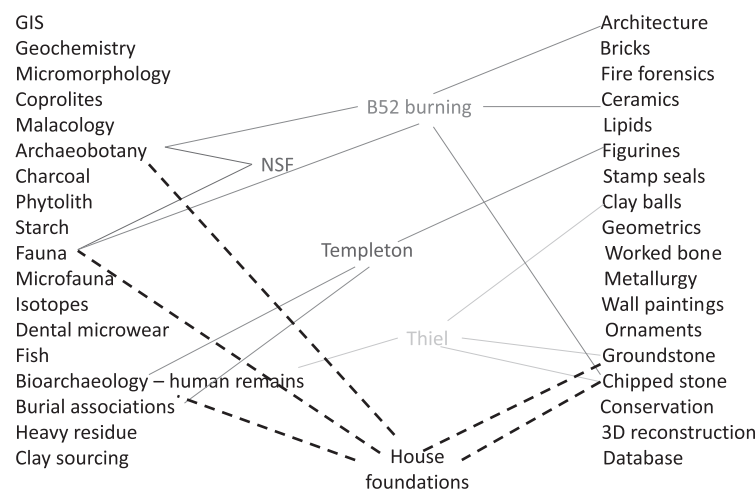 GIS
Geochemistry
Micromorphology
Coprolites
Malacology
Archaeobotany
Charcoal
Phytolith
Starch
Fauna
Microfauna
Isotopes
Dental microwear
Fish
Bioarchaeology – human remains
Burial associations
Heavy residue
Clay sourcing
B52 burning
NSF
Templeton
Thiel
House
foundations
Architecture
Bricks
Fire forensics
Ceramics
Lipids
Figurines
Stamp seals
Clay balls
Geometrics
Worked bone
Metallurgy
Wall paintings
Ornaments
Groundstone
Chipped stone
Conservation
3D reconstruction
Database